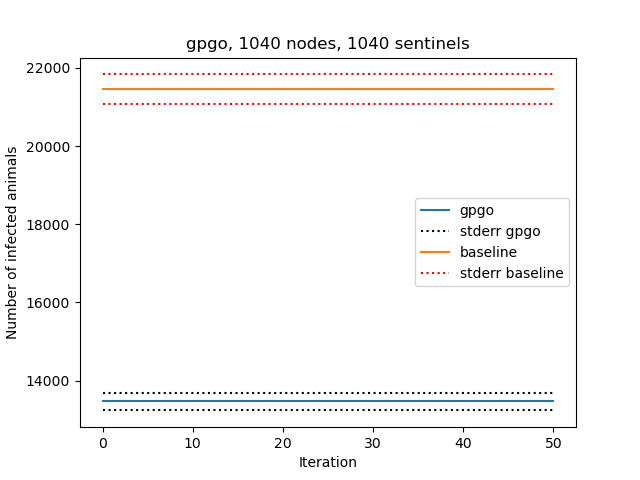 gpgo, 1040 nodes, 1040 sentinels
22000
20000
18000
16000
14000
Number of infected animals
gpgo
stderr gpgo
baseline
stderr baseline
0 10 20 30 40 50
Iteration